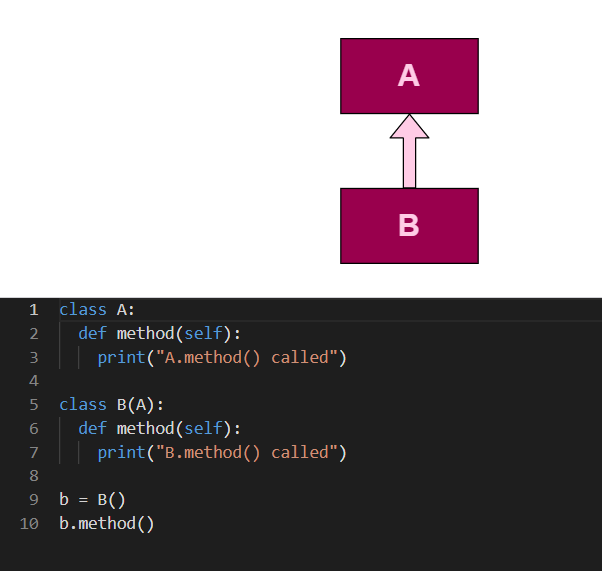 A
B
1 class A:
2 def method(self):
3 print("A.method() called")
4
5 class B(A):
6 def method(self):
7 print("B.method() called")
8
9 b = B()
10 b.method()